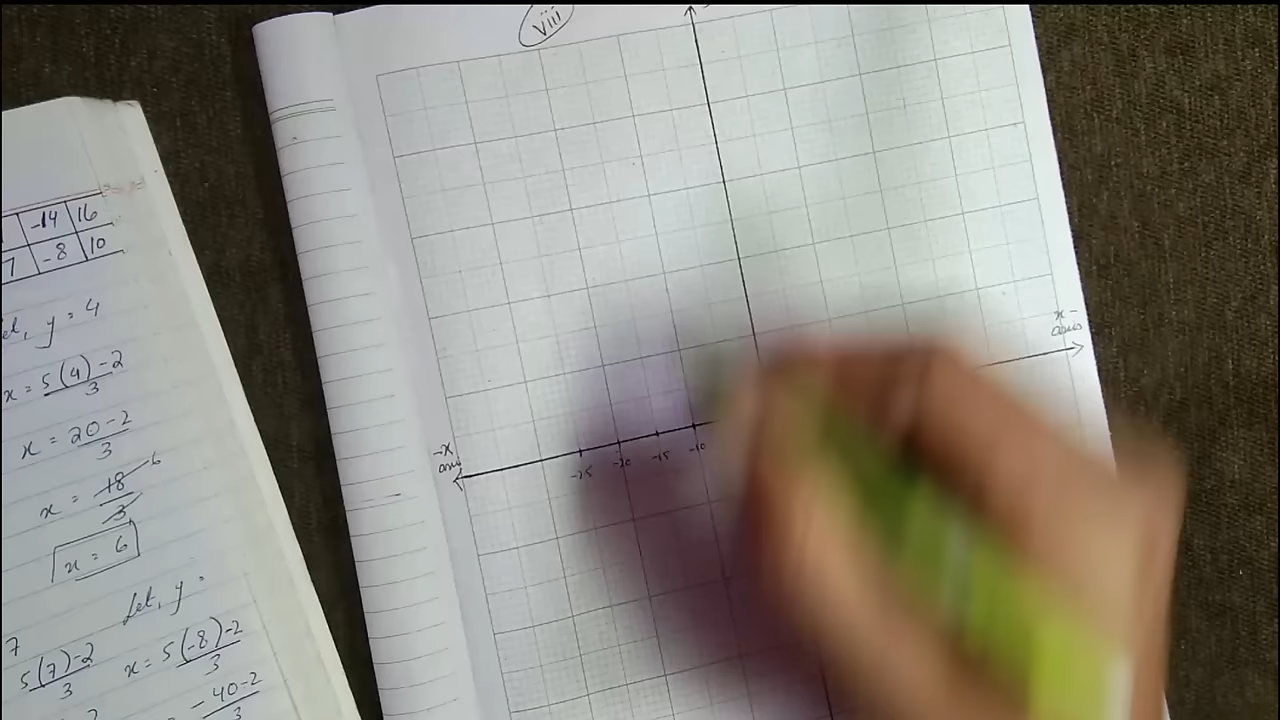 -14 16
7 -8 10
let, y = 4
x = 5(4)-2
3
x = 20-2
3
x = 18 6
3
x = 6
let, y =
7
5(7)-2
3
x = 5(-8)-2
3
-40-2
3
viii
x-
axis
-x
axis
-25 -20 -15 -10